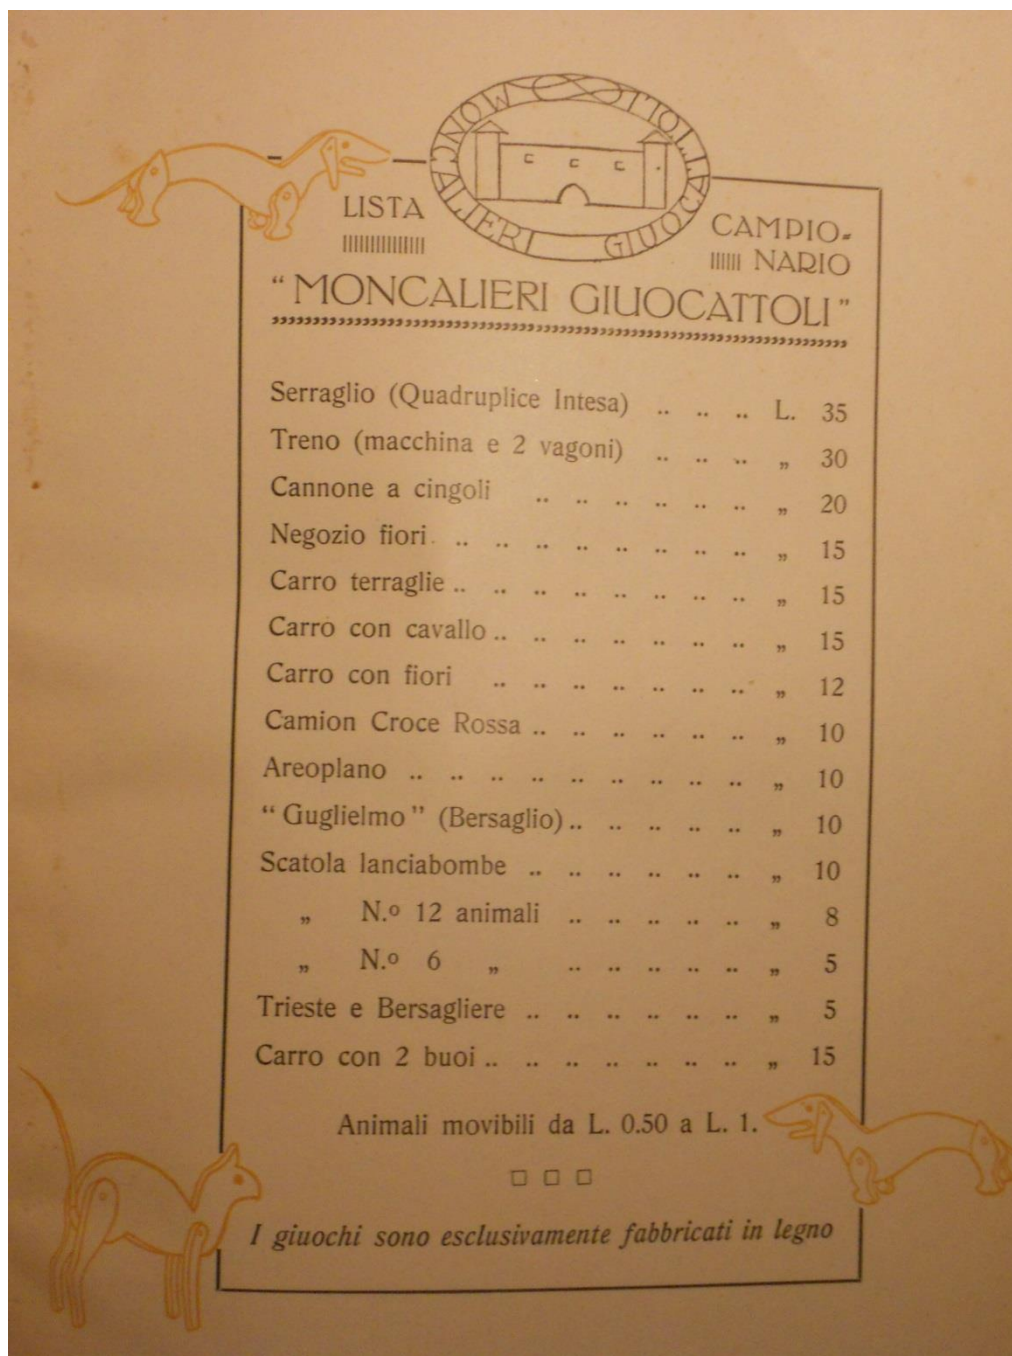 MONCALIERI GIUOCATTOLI
LISTA
CAMPIO-
NARIO
“MONCALIERI GIUOCATTOLI”
Serraglio (Quadruplice Intesa) .. .. .. L. 35
Treno (macchina e 2 vagoni) .. .. .. „ 30
Cannone a cingoli .. .. .. .. .. .. „ 20
Negozio fiori .. .. .. .. .. .. .. .. „ 15
Carro terraglie .. .. .. .. .. .. .. .. „ 15
Carro con cavallo .. .. .. .. .. .. .. „ 15
Carro con fiori .. .. .. .. .. .. .. „ 12
Camion Croce Rossa .. .. .. .. .. .. „ 10
Areoplano .. .. .. .. .. .. .. .. .. „ 10
“Guglielmo” (Bersaglio) .. .. .. .. .. „ 10
Scatola lanciabombe .. .. .. .. .. .. „ 10
„ N.º 12 animali .. .. .. .. .. „ 8
„ N.º 6 „ .. .. .. .. .. „ 5
Trieste e Bersagliere .. .. .. .. .. .. „ 5
Carro con 2 buoi .. .. .. .. .. .. .. „ 15
Animali movibili da L. 0.50 a L. 1.
I giuochi sono esclusivamente fabbricati in legno